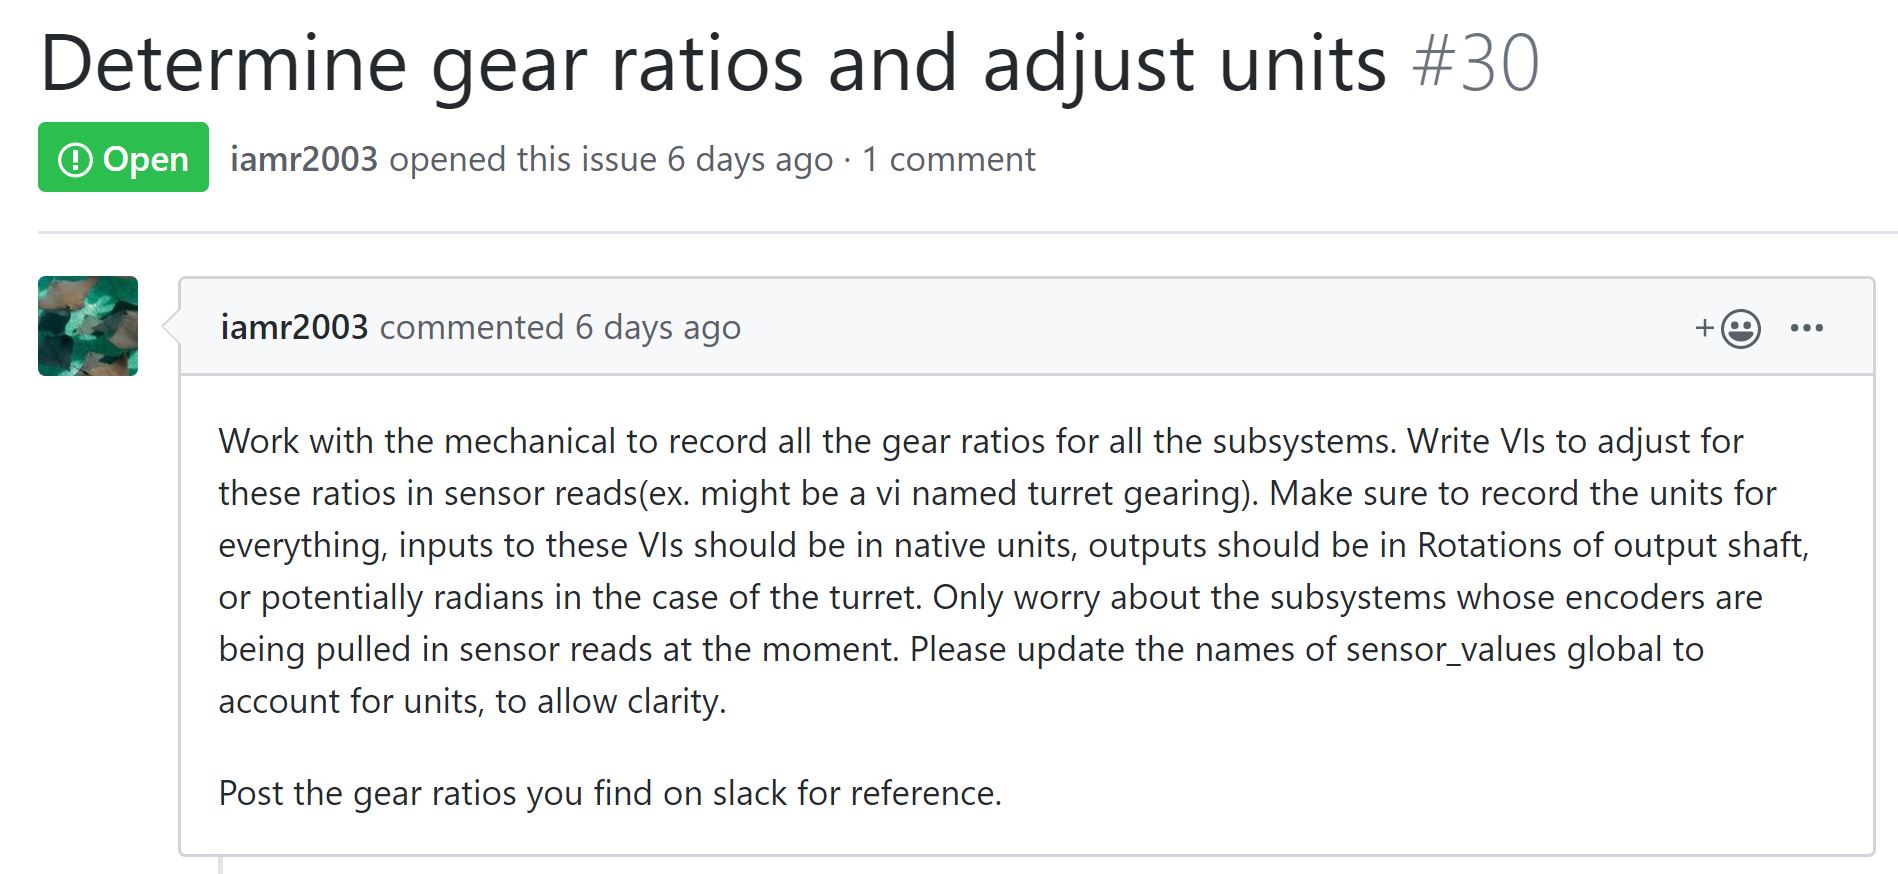 Determine gear ratios and adjust units #30
Open iamr2003 opened this issue 6 days ago · 1 comment
iamr2003 commented 6 days ago
Work with the mechanical to record all the gear ratios for all the subsystems. Write VIs to adjust for
these ratios in sensor reads(ex. might be a vi named turret gearing). Make sure to record the units for
everything, inputs to these VIs should be in native units, outputs should be in Rotations of output shaft,
or potentially radians in the case of the turret. Only worry about the subsystems whose encoders are
being pulled in sensor reads at the moment. Please update the names of sensor_values global to
account for units, to allow clarity.
Post the gear ratios you find on slack for reference.